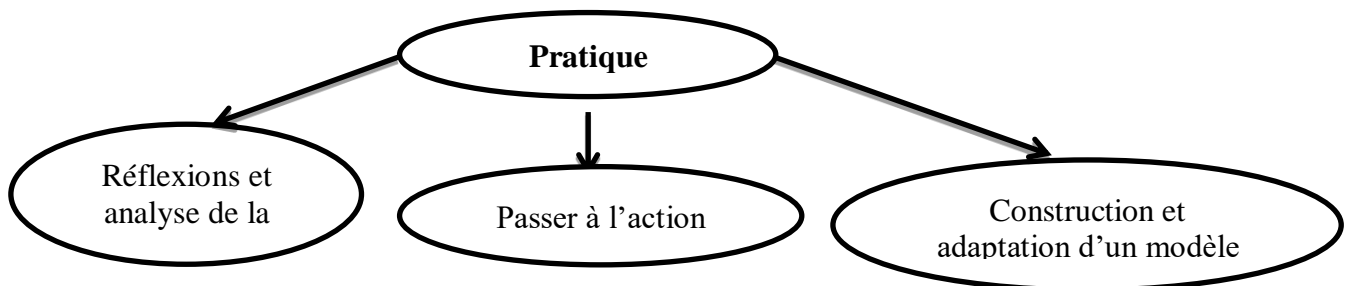 Pratique
Réflexions et
analyse de la
Passer à l’action
Construction et
adaptation d’un modèle